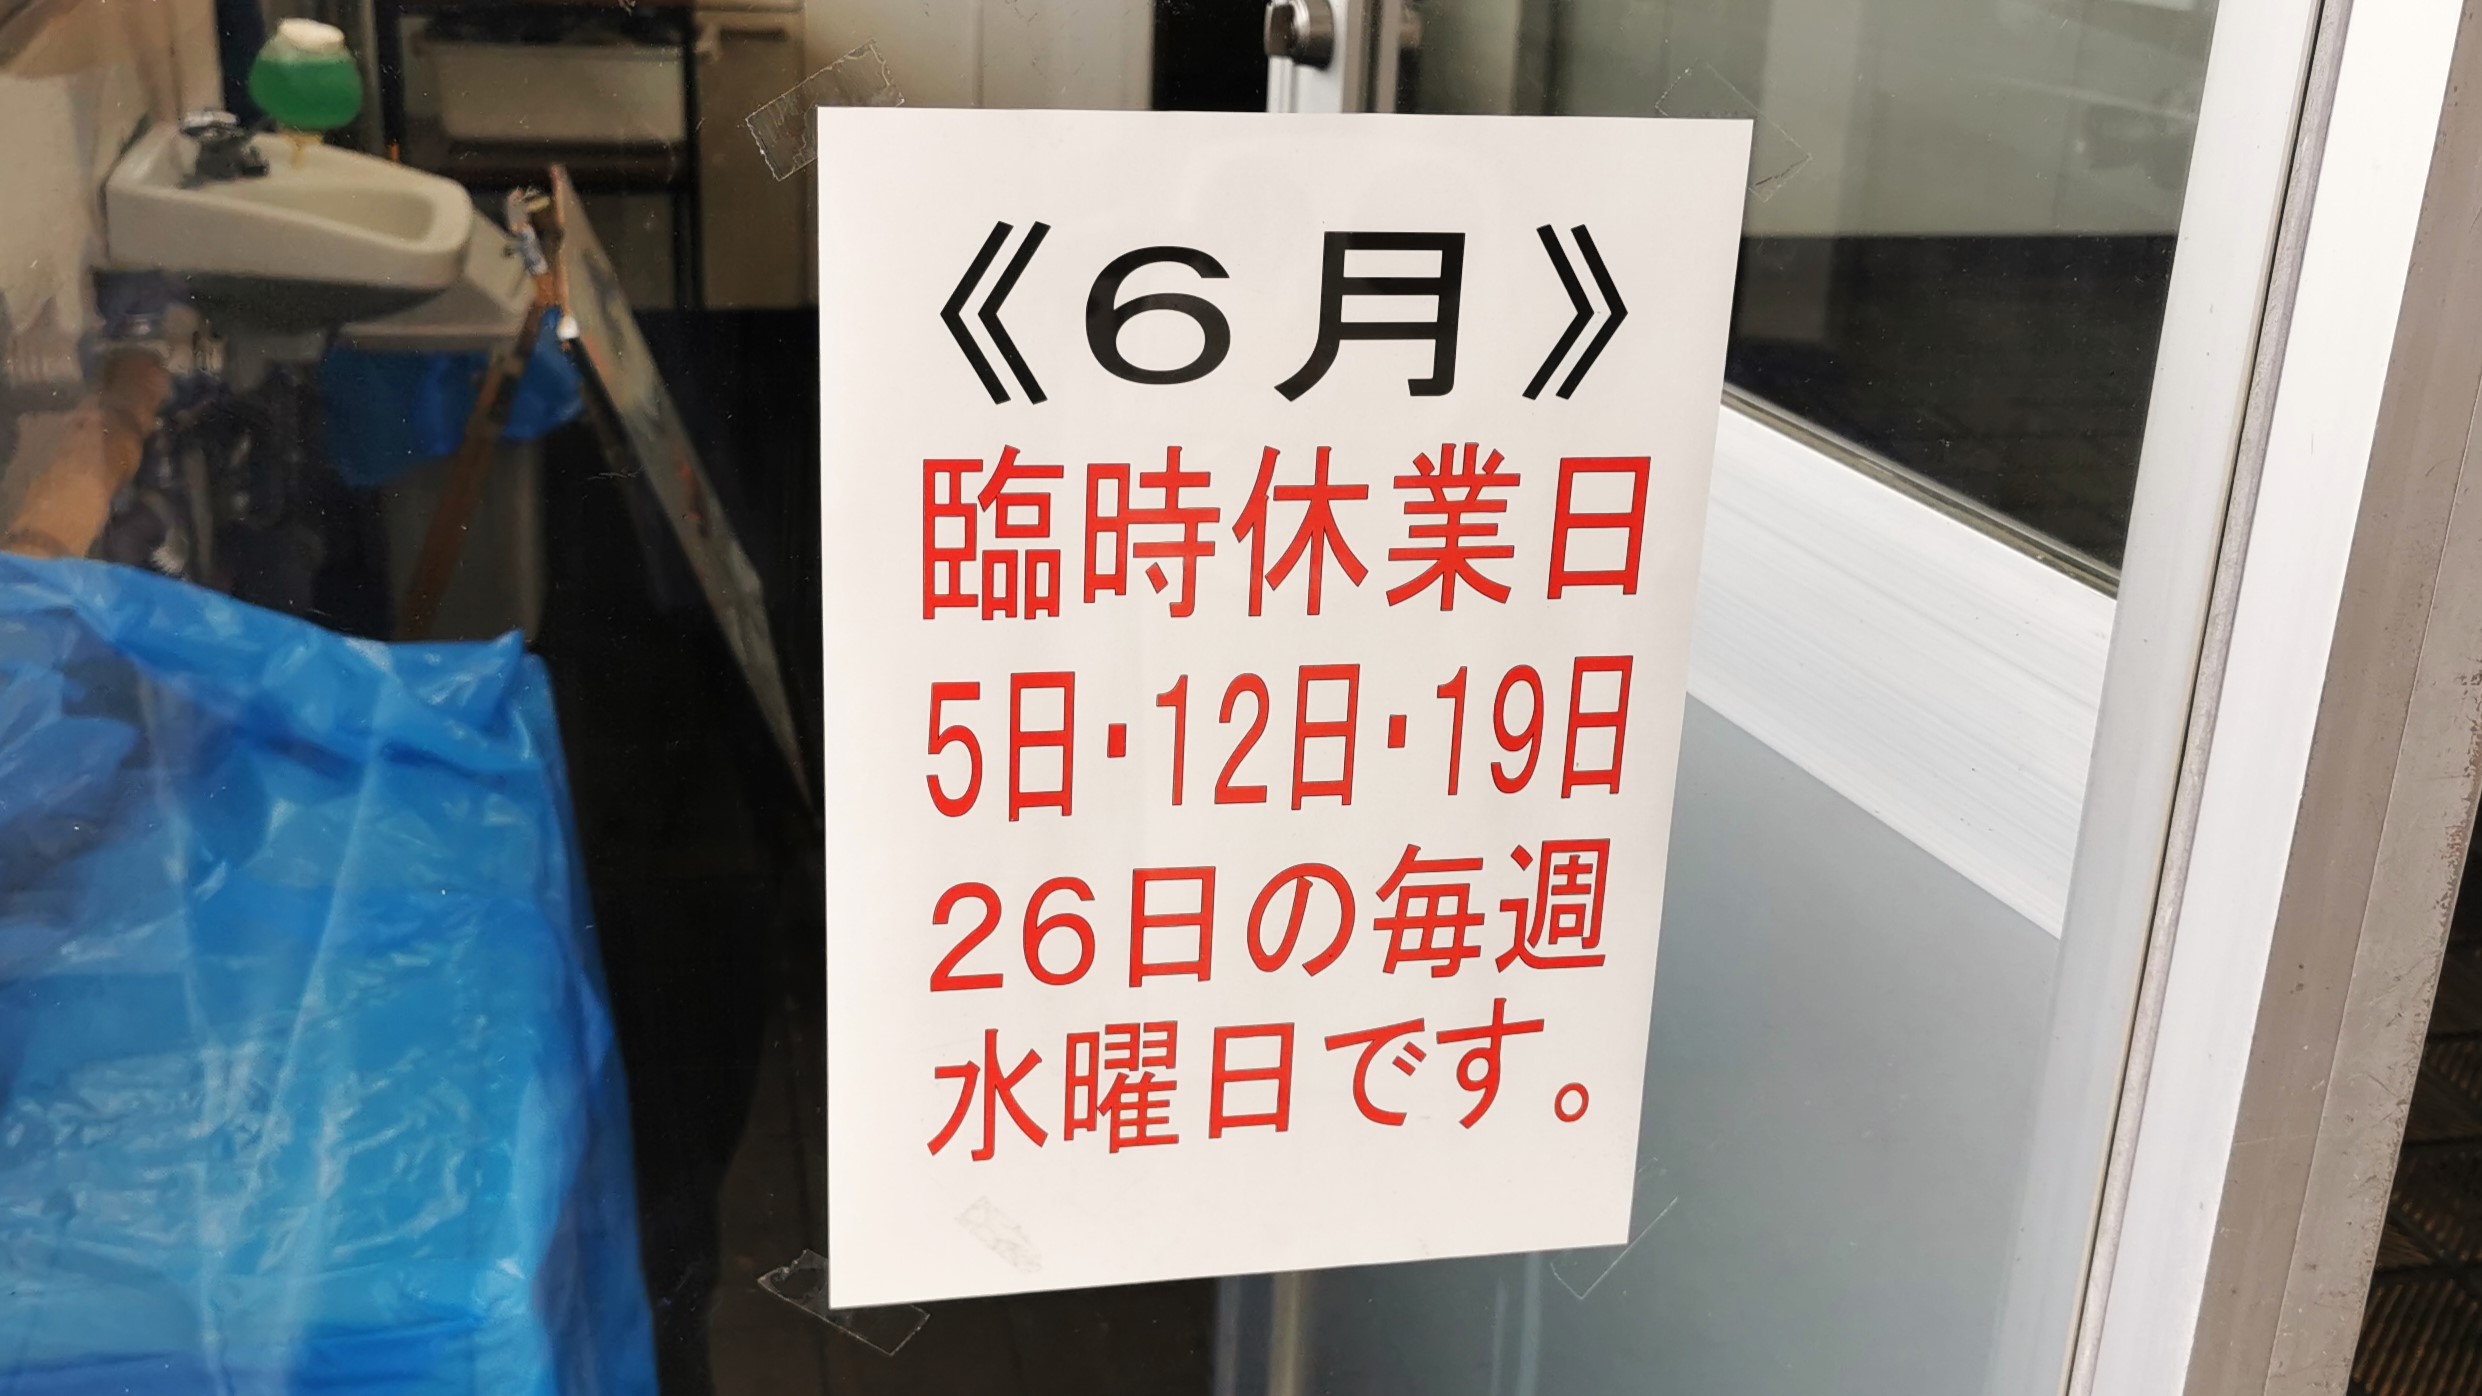 《６月》
臨時休業日
5日・12日・19日
26日の毎週
水曜日です。